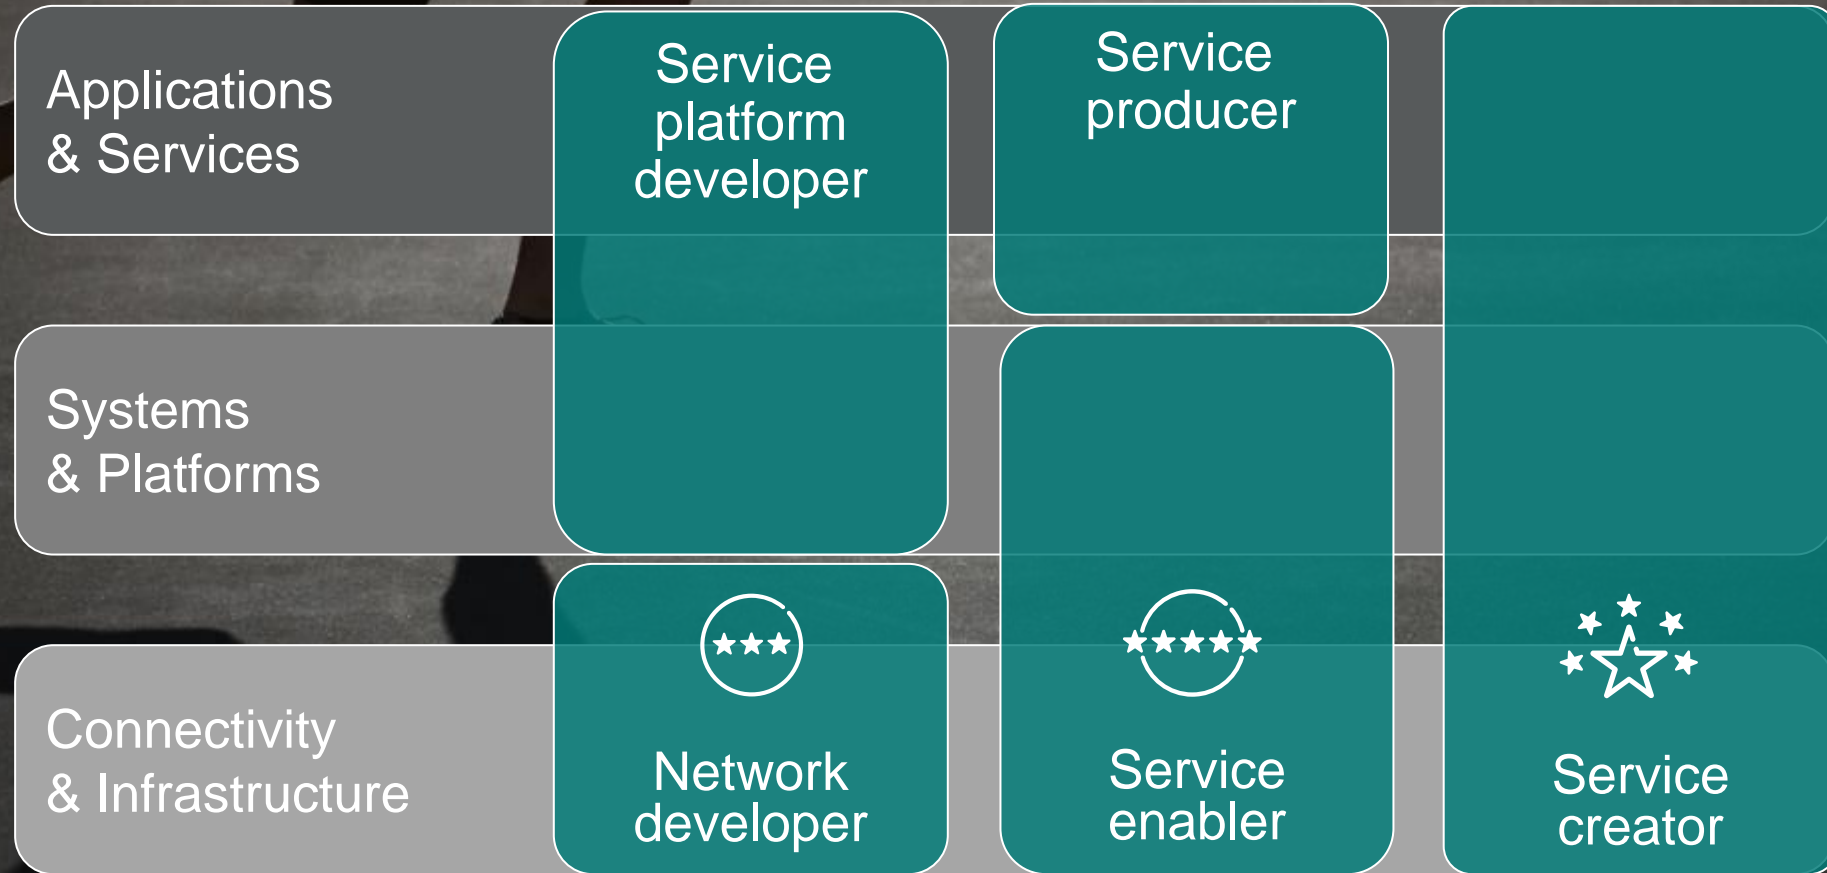 Applications
& Services
Service
platform
developer
Service
producer
Systems
& Platforms
Connectivity
& Infrastructure
Network
developer
Service
enabler
Service
creator